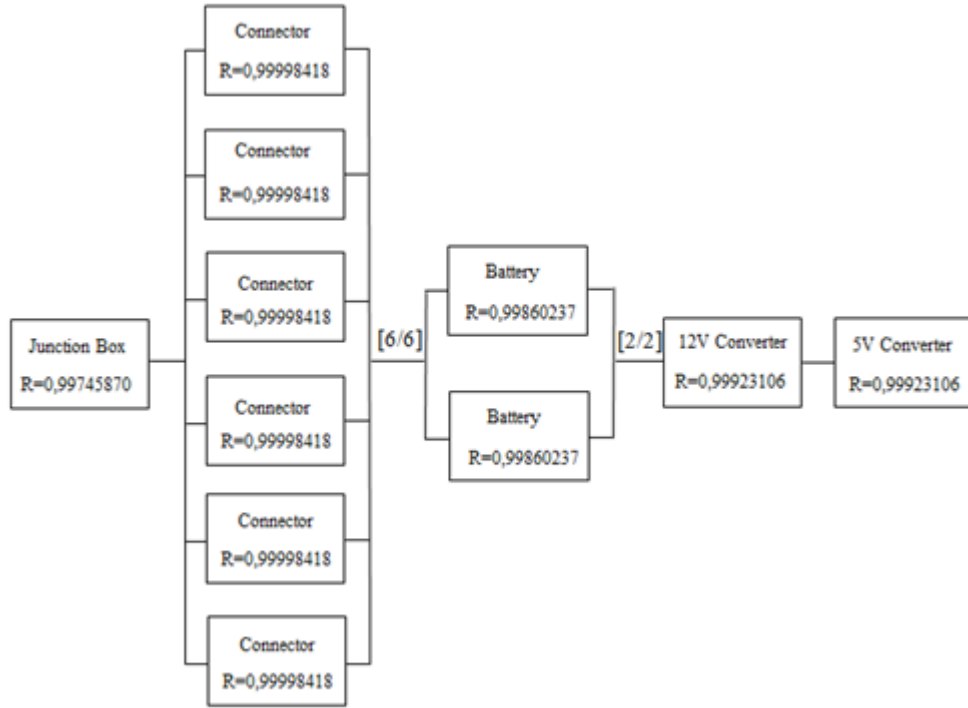 Connector
R=0,99998418
Connector
R=0,99998418
Connector
R=0,99998418
Junction Box
R=0,99745870
Connector
R=0,99998418
Connector
R=0,99998418
Connector
R=0,99998418
[6/6]
Battery
R=0,99860237
Battery
R=0,99860237
[2/2]
12V Converter
R=0,99923106
5V Converter
R=0,99923106